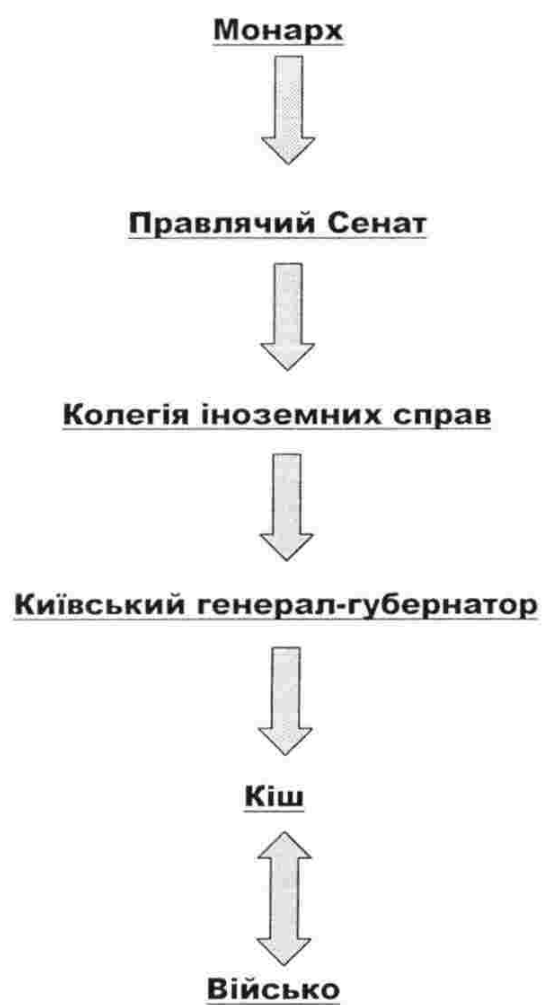 Монарх
Правлячий Сенат
Колегія іноземних справ
Київський генерал-губернатор
Кіш
Військо